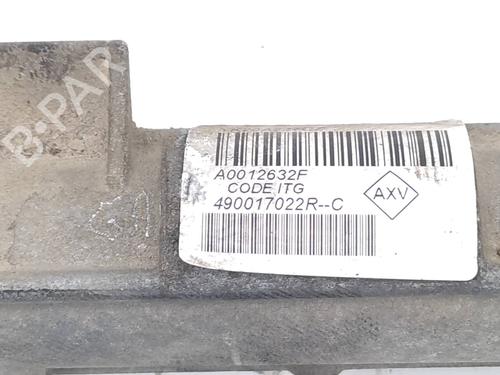 B-PAR
A0012632F
CODE ITG
AXV
490017022R--C